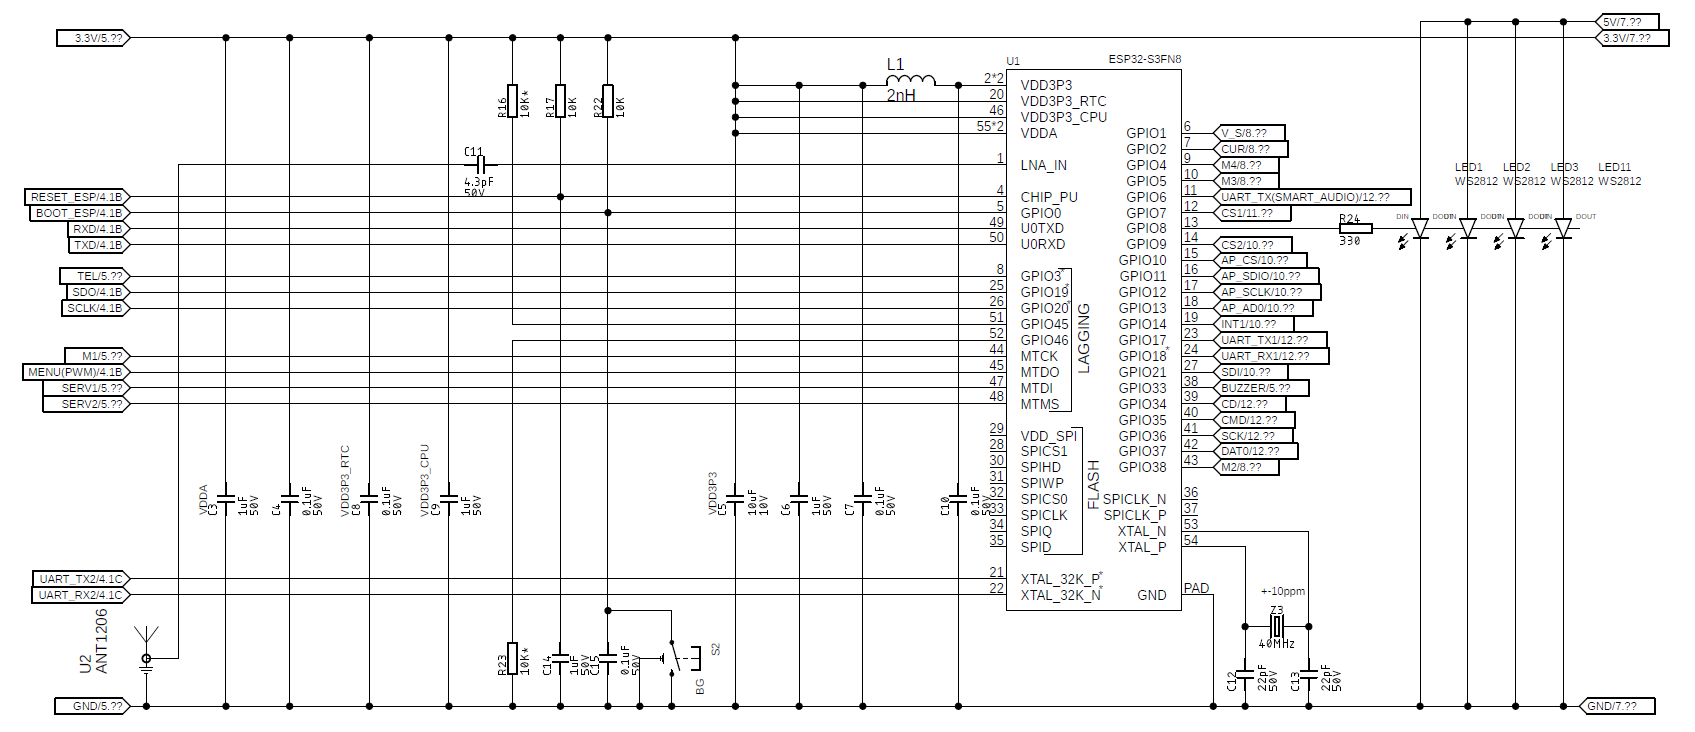 3.3V/5.??
5V/7.??
3.3V/7.??
U1
ESP32-S3FN8
L1
2nH
R16
10K*
R17
10K
R22
10K
C11
4.3pF
50V
RESET_ESP/4.1B
BOOT_ESP/4.1B
RXD/4.1B
TXD/4.1B
TEL/5.??
SDO/4.1B
SCLK/4.1B
M1/5.??
MENU(PWM)/4.1B
SERV1/5.??
SERV2/5.??
UART_TX2/4.1C
UART_RX2/4.1C
GND/5.??
2*2 VDD3P3
20 VDD3P3_RTC
46 VDD3P3_CPU
55*2 VDDA
1 LNA_IN
4 CHIP_PU
5 GPIO0
49 U0TXD
50 U0RXD
8 GPIO3*
25 GPIO19*
26 GPIO20*
51 GPIO45
52 GPIO46
44 MTCK
45 MTDO
47 MTDI
48 MTMS
LAGGING
29 VDD_SPI
28 SPICS1
30 SPIHD
31 SPIWP
32 SPICS0
33 SPICLK
34 SPIQ
35 SPID
FLASH
21 XTAL_32K_P*
22 XTAL_32K_N*
GPIO1 6 V_S/8.??
GPIO2 7 CUR/8.??
GPIO4 9 M4/8.??
GPIO5 10 M3/8.??
GPIO6 11 UART_TX(SMART_AUDIO)/12.??
GPIO7 12 CS1/11.??
GPIO8 13
GPIO9 14 CS2/10.??
GPIO10 15 AP_CS/10.??
GPIO11 16 AP_SDIO/10.??
GPIO12 17 AP_SCLK/10.??
GPIO13 18 AP_AD0/10.??
GPIO14 19 INT1/10.??
GPIO17 23 UART_TX1/12.??
GPIO18* 24 UART_RX1/12.??
GPIO21 27 SDI/10.??
GPIO33 38 BUZZER/5.??
GPIO34 39 CD/12.??
GPIO35 40 CMD/12.??
GPIO36 41 SCK/12.??
GPIO37 42 DAT0/12.??
GPIO38 43 M2/8.??
SPICLK_N 36
SPICLK_P 37
XTAL_N 53
XTAL_P 54
GND PAD
R24
330
LED1
WS2812
LED2
WS2812
LED3
WS2812
LED11
WS2812
DIN
DOUT
DIN
DOUT
DIN
DOUT
DIN
DOUT
VDDA
C3
1uF
50V
C4
0.1uF
50V
VDD3P3_RTC
C8
0.1uF
50V
VDD3P3_CPU
C9
1uF
50V
VDD3P3
C5
10uF
10V
C6
1uF
50V
C7
0.1uF
50V
C10
0.1uF
50V
U2
ANT1206
R23
10K*
C14
1uF
50V
C15
0.1uF
50V
S2
BG
+-10ppm
Z3
40MHz
C12
22pF
50V
C13
22pF
50V
GND/7.??